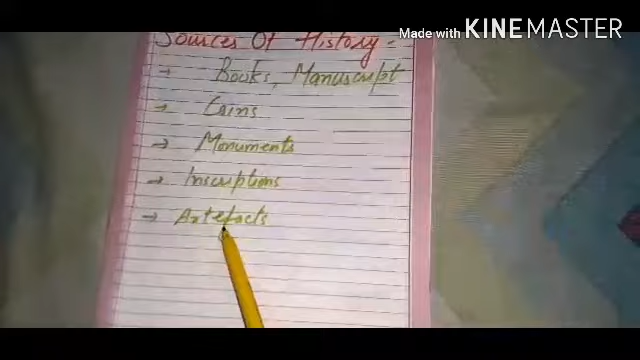 Made with KINEMASTER
Sources Of History :-
→ Books, Manuscript
→ Coins
→ Monuments
→ Inscriptions
→ Artefacts